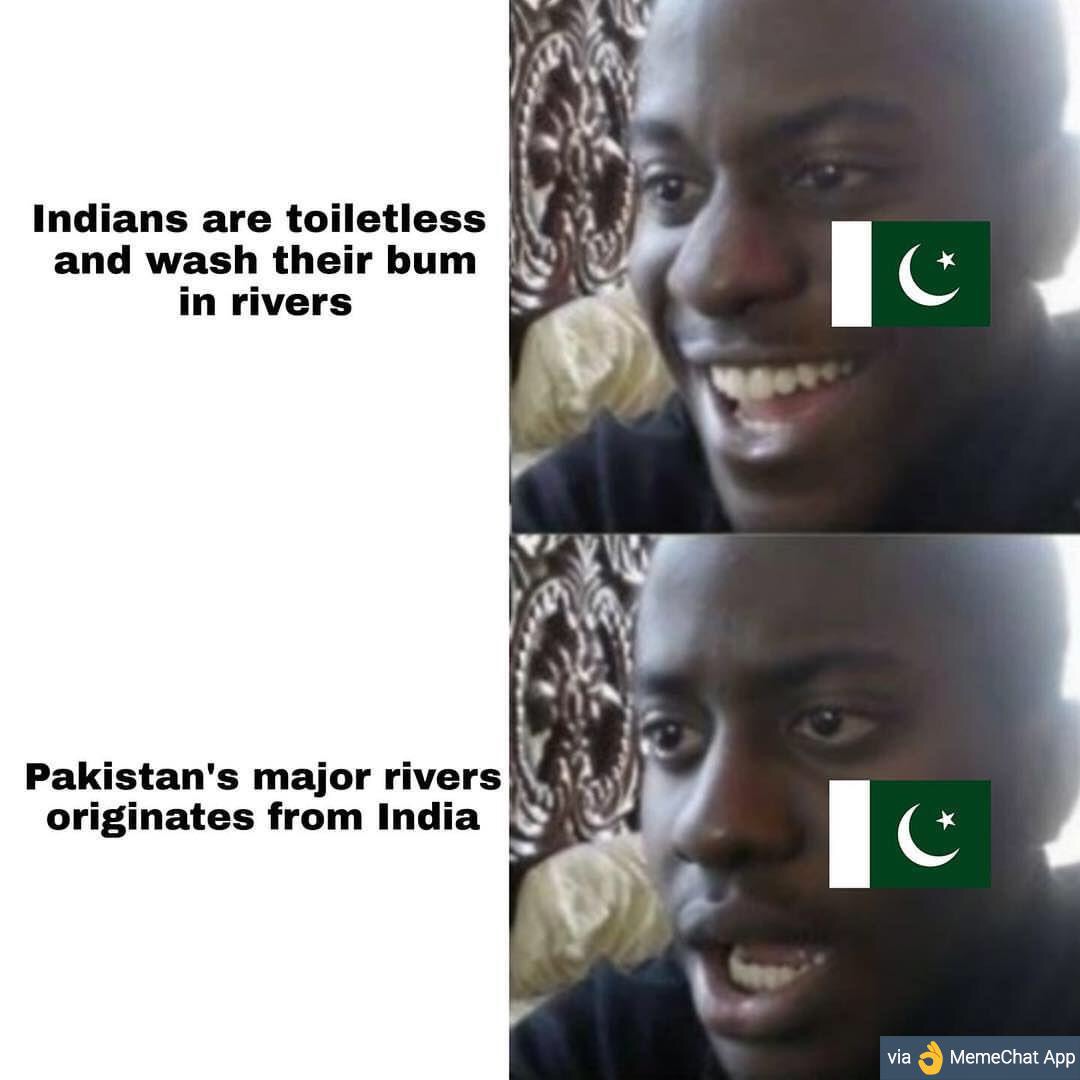 Indians are toiletless
and wash their bum
in rivers
Pakistan's major rivers
originates from India
via 👌 MemeChat App